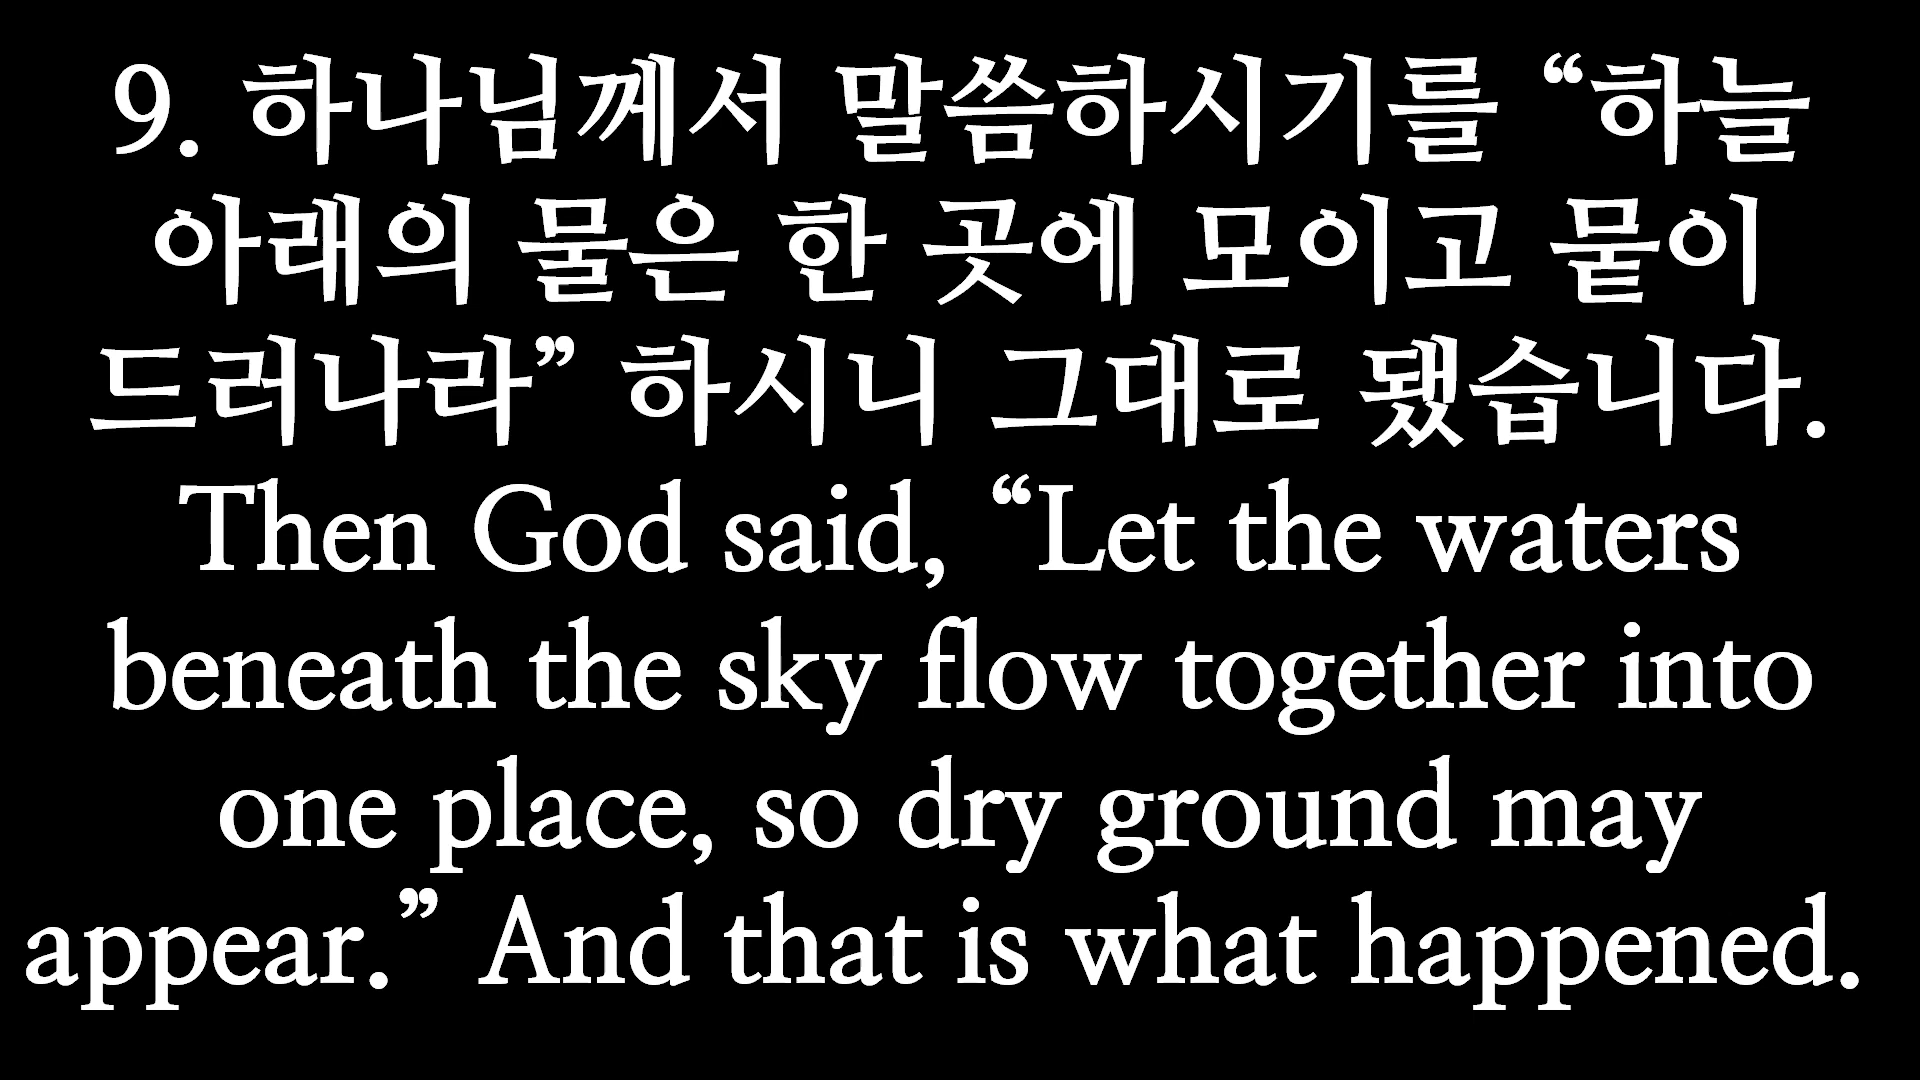 9. 하나님께서 말씀하시기를 “하늘
아래의 물은 한 곳에 모이고 뭍이
드러나라” 하시니 그대로 됐습니다.
Then God said, “Let the waters
beneath the sky flow together into
one place, so dry ground may
appear.” And that is what happened.